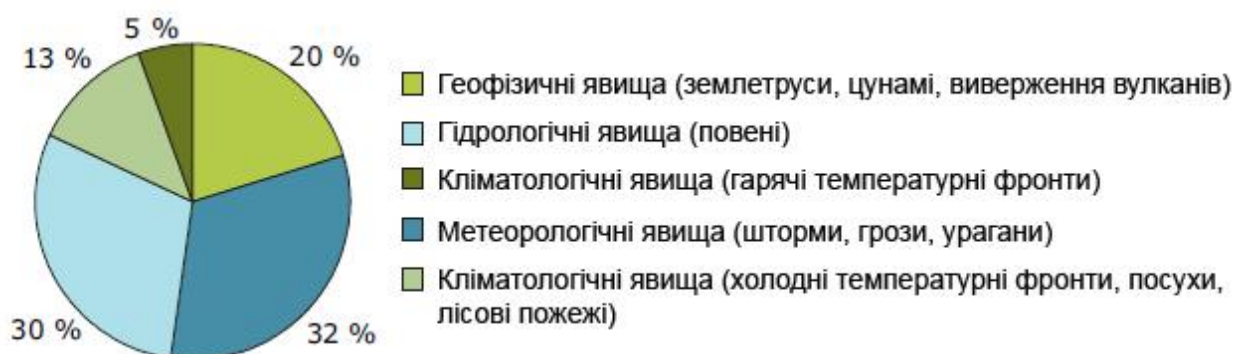 5 %
13 %
20 %
30 %
32 %
Геофізичні явища (землетруси, цунамі, виверження вулканів)
Гідрологічні явища (повені)
Кліматологічні явища (гарячі температурні фронти)
Метеорологічні явища (шторми, грози, урагани)
Кліматологічні явища (холодні температурні фронти, посухи,
лісові пожежі)